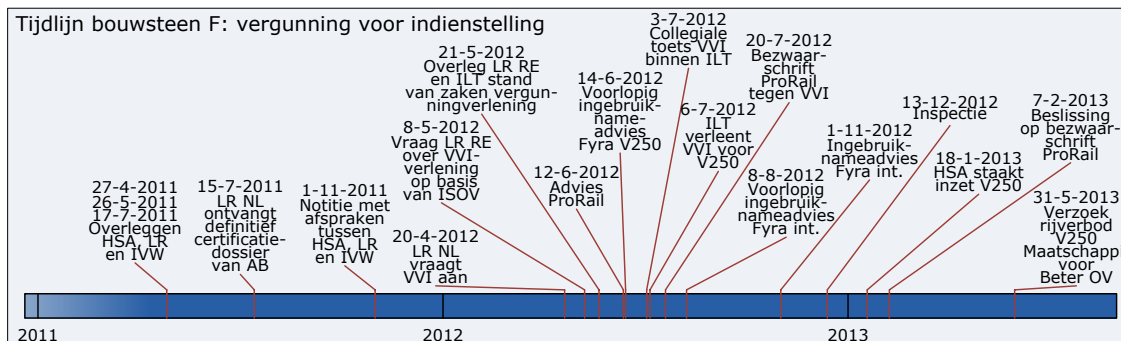 Tijdlijn bouwsteen F: vergunning voor indienstelling
27-4-2011
26-5-2011
17-7-2011
Overleggen
HSA, LR
en IVW
15-7-2011
LR NL
ontvangt
definitief
certificatie-
dossier
van AB
1-11-2011
Notitie met
afspraken
tussen
HSA, LR
en IVW
20-4-2012
LR NL
vraagt
VVI aan
8-5-2012
Vraag LR RE
over VVI-
verlening
op basis
van ISOV
21-5-2012
Overleg LR RE
en ILT stand
van zaken vergun-
ningverlening
12-6-2012
Advies
ProRail
14-6-2012
Voorlopig
ingebruik-
name-
advies
Fyra V250
3-7-2012
Collegiale
toets VVI
binnen ILT
6-7-2012
ILT
verleent
VVI voor
V250
20-7-2012
Bezwaar-
schrift
ProRail
tegen VVI
8-8-2012
Voorlopig
ingebruik-
nameadvies
Fyra int.
1-11-2012
Ingebruik-
nameadvies
Fyra int.
13-12-2012
Inspectie
18-1-2013
HSA staakt
inzet V250
7-2-2013
Beslissing
op bezwaar-
schrift
ProRail
31-5-2013
Verzoek
rijverbod
V250
Maatschappij
voor
Beter OV
2011
2012
2013